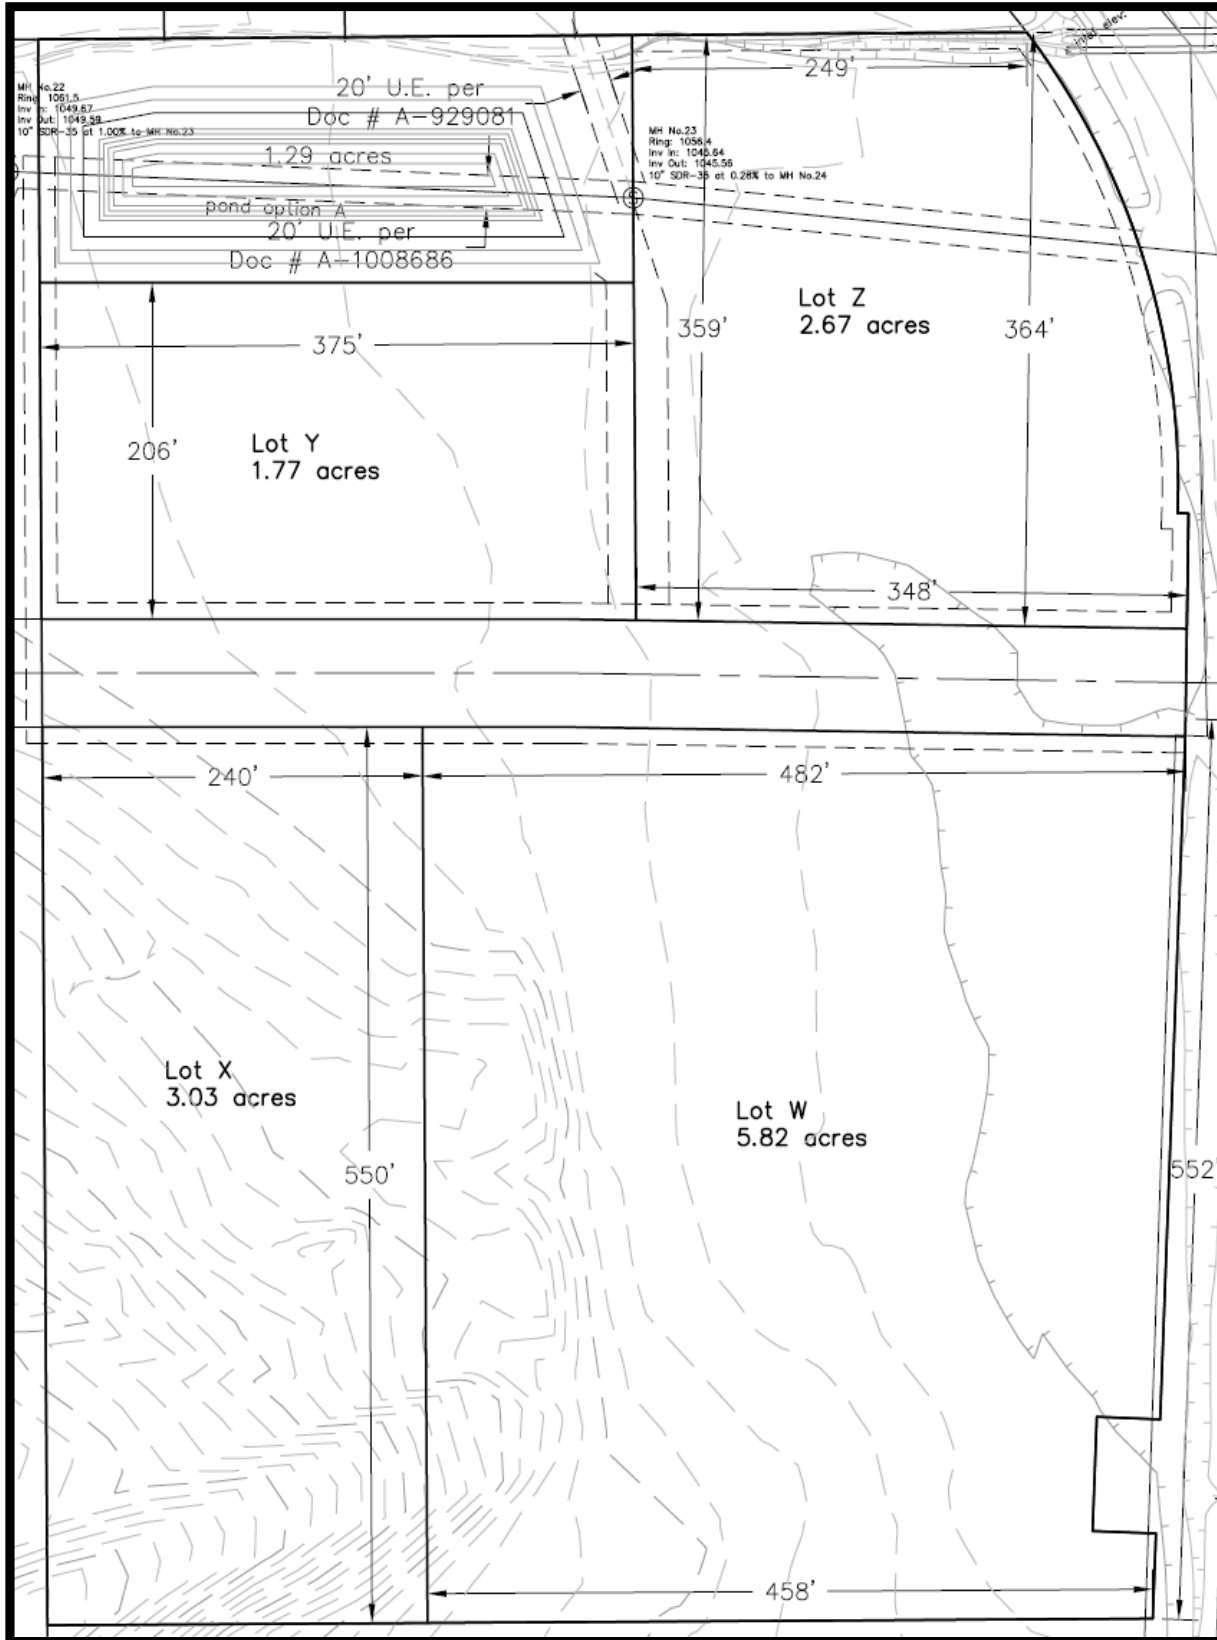 inlet elev.
249'
20' U.E. per
Doc # A-929081
MH No.22
Ring: 1061.5
Inv In: 1049.67
Inv Out: 1049.59
10" SDR-35 at 1.00% to MH No.23
1.29 acres
MH No.23
Ring: 1058.4
Inv In: 1045.64
Inv Out: 1045.56
10" SDR-35 at 0.28% to MH No.24
pond option A
20' U.E. per
Doc # A-1008686
Lot Z
2.67 acres
359'
364'
375'
206'
Lot Y
1.77 acres
348'
240'
482'
Lot X
3.03 acres
Lot W
5.82 acres
550'
552'
458'